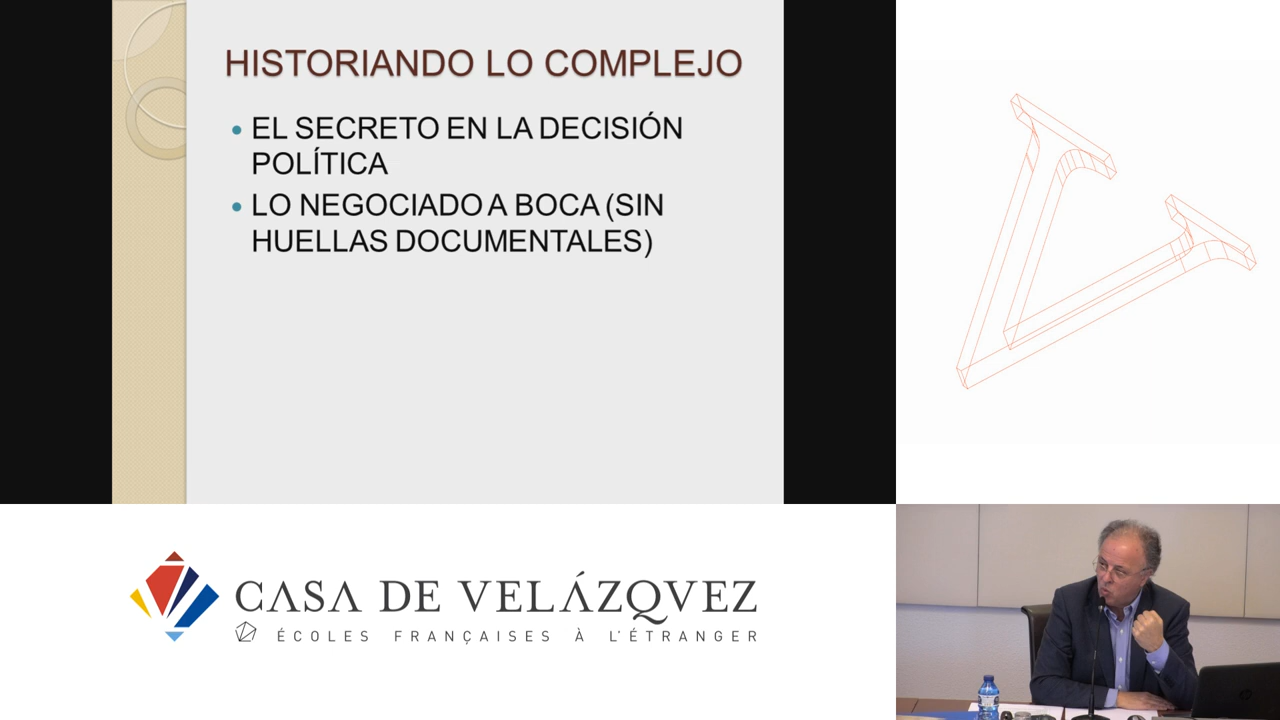 HISTORIANDO LO COMPLEJO
EL SECRETO EN LA DECISIÓN
POLÍTICA
LO NEGOCIADO A BOCA (SIN
HUELLAS DOCUMENTALES)
CASA DE VELÁZQVEZ
ÉCOLES FRANÇAISES À L'ÉTRANGER